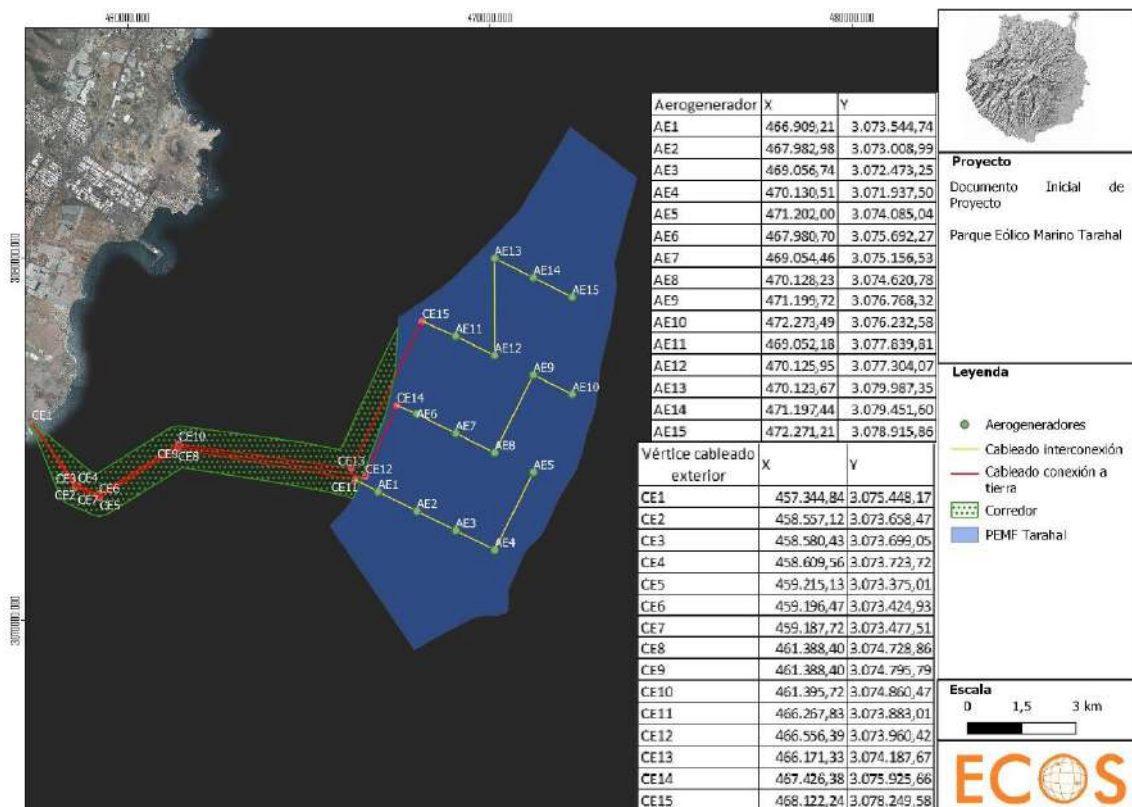 460000.000 470000.000 480000.000
3080000.000
3070000.000
CE1
CE3 CE4
CE2 CE7 CE6
CE5
CE10
CE9 CE8
CE13
CE12
CE11
CE14
CE15
AE1
AE2
AE3
AE4
AE5
AE6
AE7
AE8
AE9
AE10
AE11
AE12
AE13
AE14
AE15
Aerogenerador X Y
AE1 466.909,21 3.073.544,74
AE2 467.982,98 3.073.008,99
AE3 469.056,74 3.072.473,25
AE4 470.130,51 3.071.937,50
AE5 471.202,00 3.074.085,04
AE6 467.980,70 3.075.692,27
AE7 469.054,46 3.075.156,53
AE8 470.128,23 3.074.620,78
AE9 471.199,72 3.076.768,32
AE10 472.273,49 3.076.232,58
AE11 469.052,18 3.077.839,81
AE12 470.125,95 3.077.304,07
AE13 470.123,67 3.079.987,35
AE14 471.197,44 3.079.451,60
AE15 472.271,21 3.078.915,86
Vértice cableado
exterior X Y
CE1 457.344,84 3.075.448,17
CE2 458.557,12 3.073.658,47
CE3 458.580,43 3.073.699,05
CE4 458.609,56 3.073.723,72
CE5 459.215,13 3.073.375,01
CE6 459.196,47 3.073.424,93
CE7 459.187,72 3.073.477,51
CE8 461.388,40 3.074.728,86
CE9 461.388,40 3.074.795,79
CE10 461.395,72 3.074.860,47
CE11 466.267,83 3.073.883,01
CE12 466.556,39 3.073.960,42
CE13 466.171,33 3.074.187,67
CE14 467.426,38 3.075.925,66
CE15 468.122,24 3.078.249,58
Proyecto
Documento Inicial de
Proyecto
Parque Eólico Marino Tarahal
Leyenda
Aerogeneradores
Cableado interconexión
Cableado conexión a
tierra
Corredor
PEMF Tarahal
Escala
0 1,5 3 km
ECOS